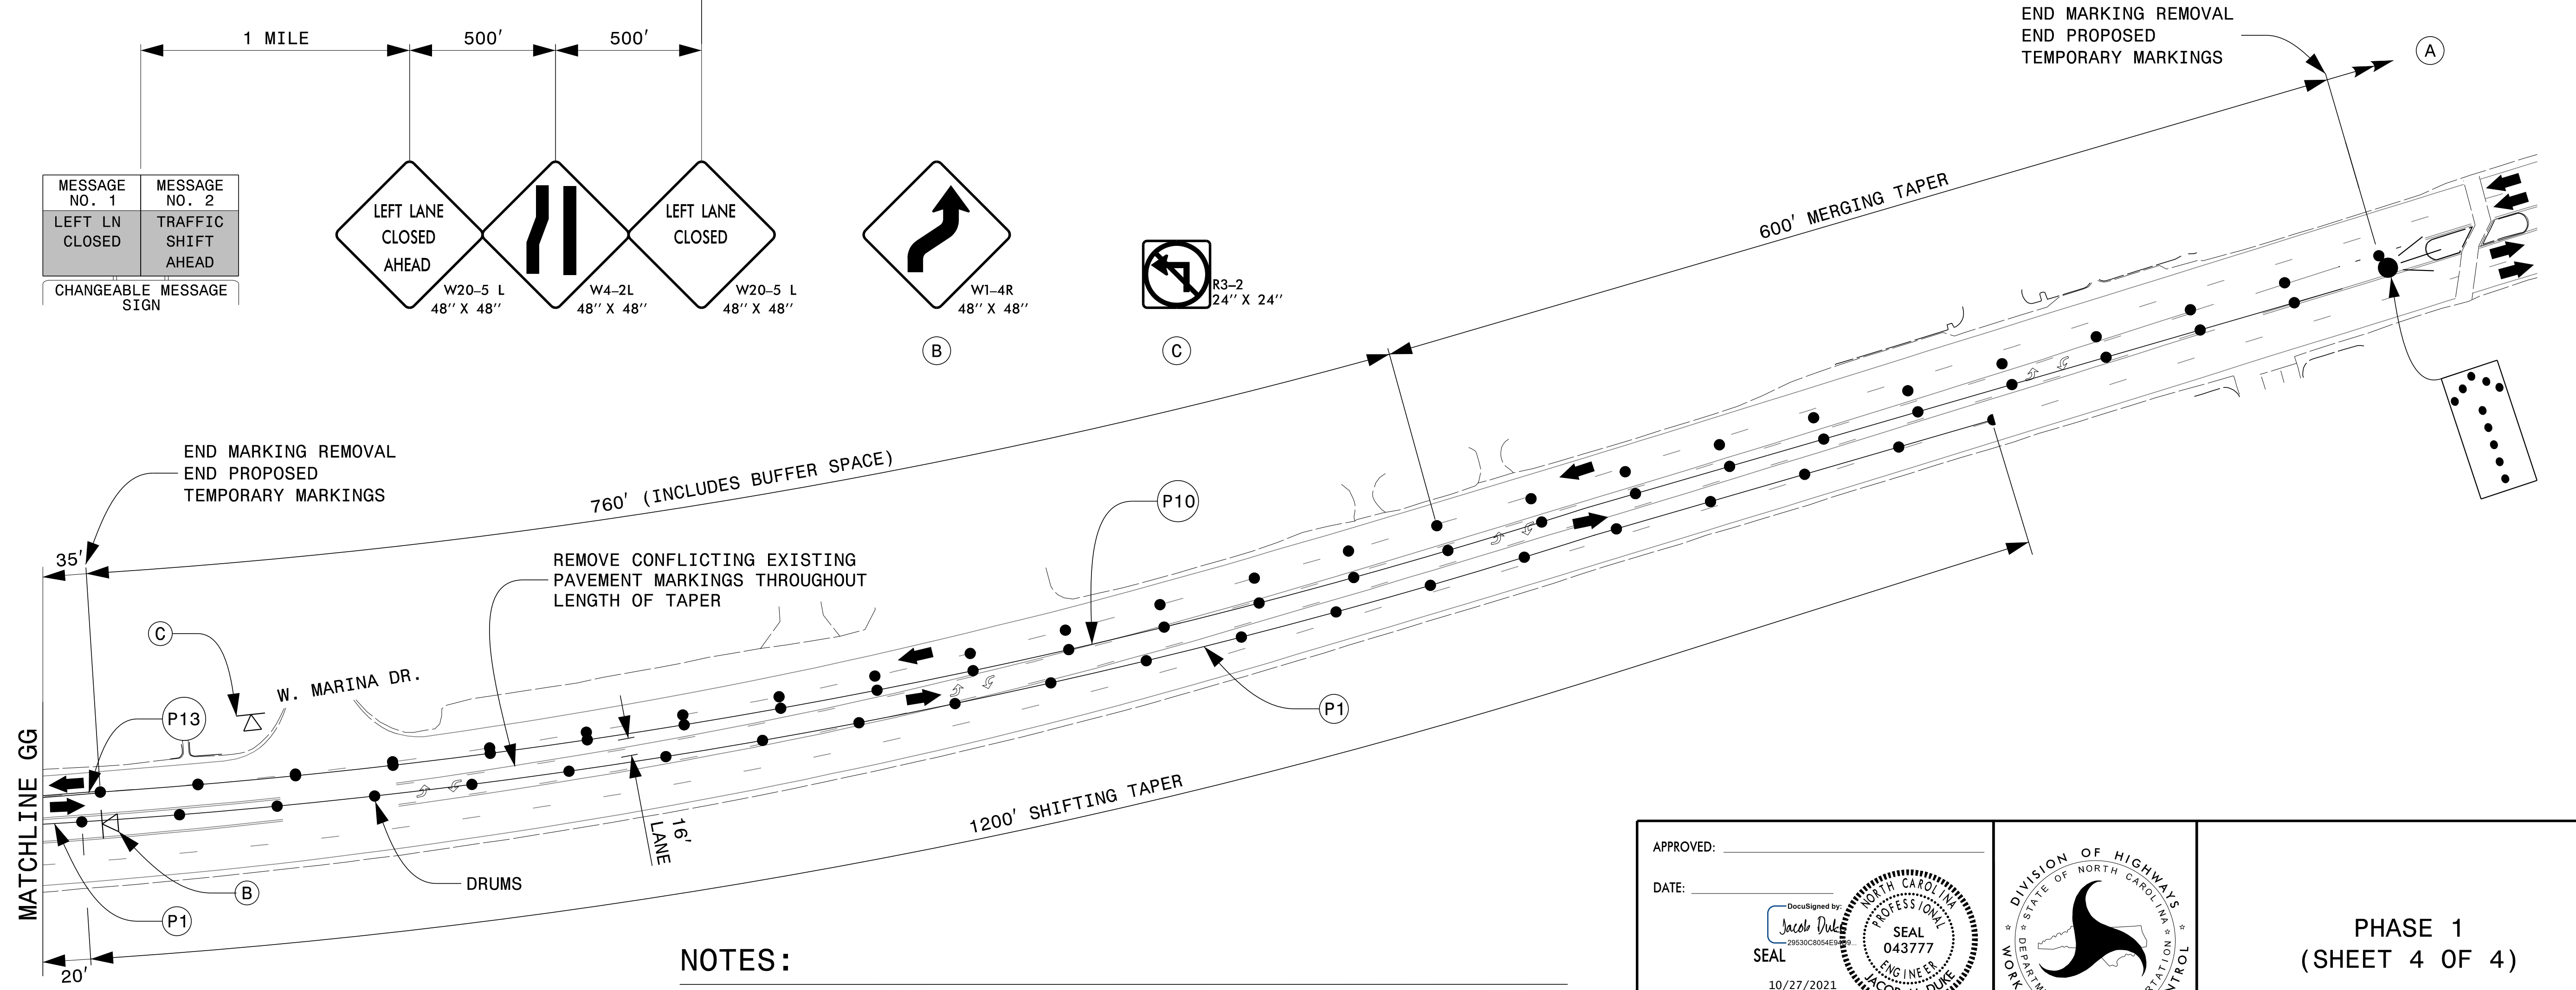 END MARKING REMOVAL
END PROPOSED
TEMPORARY MARKINGS
A
1 MILE
500'
500'
MESSAGE NO. 1
MESSAGE NO. 2
LEFT LN
CLOSED
TRAFFIC
SHIFT
AHEAD
CHANGEABLE MESSAGE
SIGN
LEFT LANE
CLOSED
AHEAD
W20-5 L
48" X 48"
W4-2L
48" X 48"
LEFT LANE
CLOSED
W20-5 L
48" X 48"
W1-4R
48" X 48"
B
R3-2
24" X 24"
C
600' MERGING TAPER
END MARKING REMOVAL
END PROPOSED
TEMPORARY MARKINGS
760' (INCLUDES BUFFER SPACE)
P10
35'
REMOVE CONFLICTING EXISTING
PAVEMENT MARKINGS THROUGHOUT
LENGTH OF TAPER
C
W. MARINA DR.
P13
P1
MATCHLINE GG
16'
LANE
1200' SHIFTING TAPER
DRUMS
B
P1
20'
NOTES:
APPROVED:
DATE:
DocuSigned by:
Jacob Duke
SEAL
10/27/2021
NORTH CAROLINA
PROFESSIONAL
SEAL
043777
ENGINEER
JACOB H. DUKE
DIVISION OF HIGHWAYS
STATE OF NORTH CAROLINA
PHASE 1
(SHEET 4 OF 4)